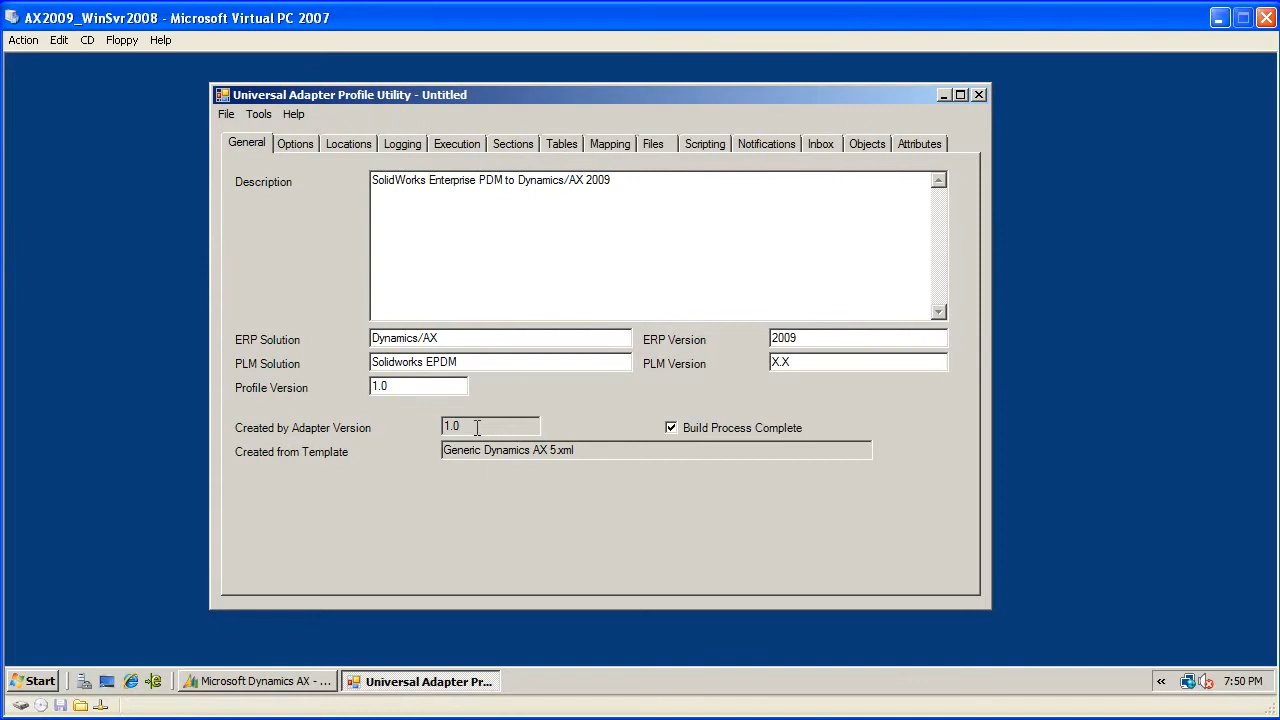 AX2009_WinSvr2008 - Microsoft Virtual PC 2007
Action Edit CD Floppy Help
Universal Adapter Profile Utility - Untitled
File Tools Help
General Options Locations Logging Execution Sections Tables Mapping Files Scripting Notifications Inbox Objects Attributes
Description SolidWorks Enterprise PDM to Dynamics/AX 2009
ERP Solution Dynamics/AX ERP Version 2009
PLM Solution Solidworks EPDM PLM Version X.X
Profile Version 1.0
Created by Adapter Version 1.0 Build Process Complete
Created from Template Generic Dynamics AX 5.xml
Start Microsoft Dynamics AX - ... Universal Adapter Pr... « 7:50 PM